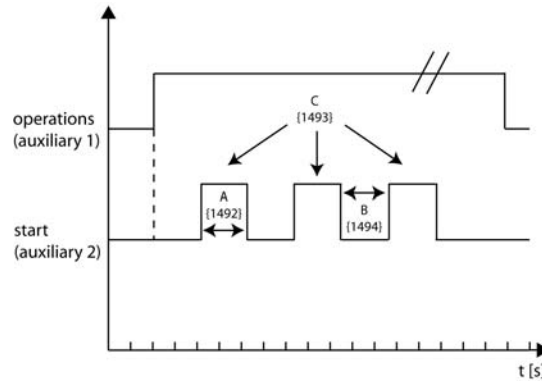 C
{1493}
operations
(auxiliary 1)
A
{1492}
B
{1494}
start
(auxiliary 2)
t [s]